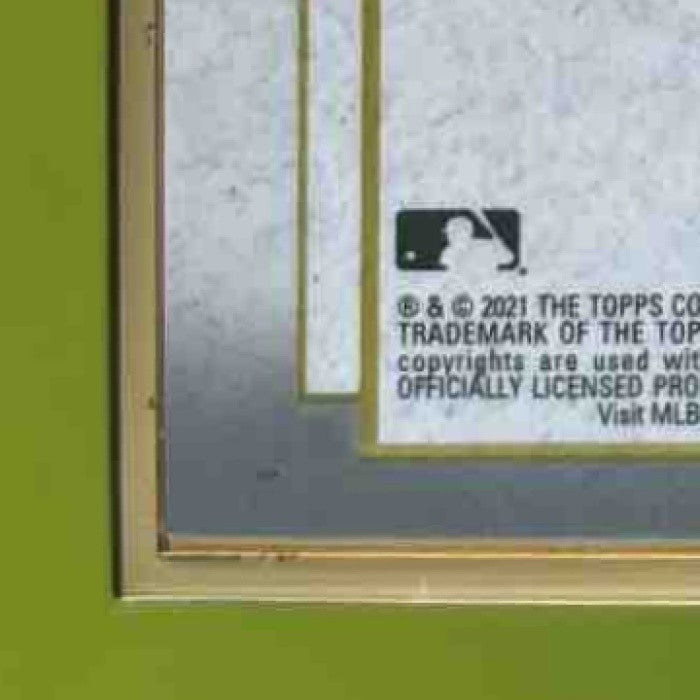 ® & © 2021 THE TOPPS CO
TRADEMARK OF THE TOP
copyrights are used wit
OFFICIALLY LICENSED PRO
Visit MLB